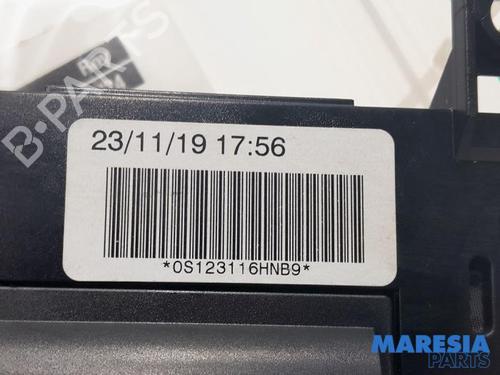 B-PARTS
23/11/19 17:56
*0S123116HNB9*
MARESIA
PARTS